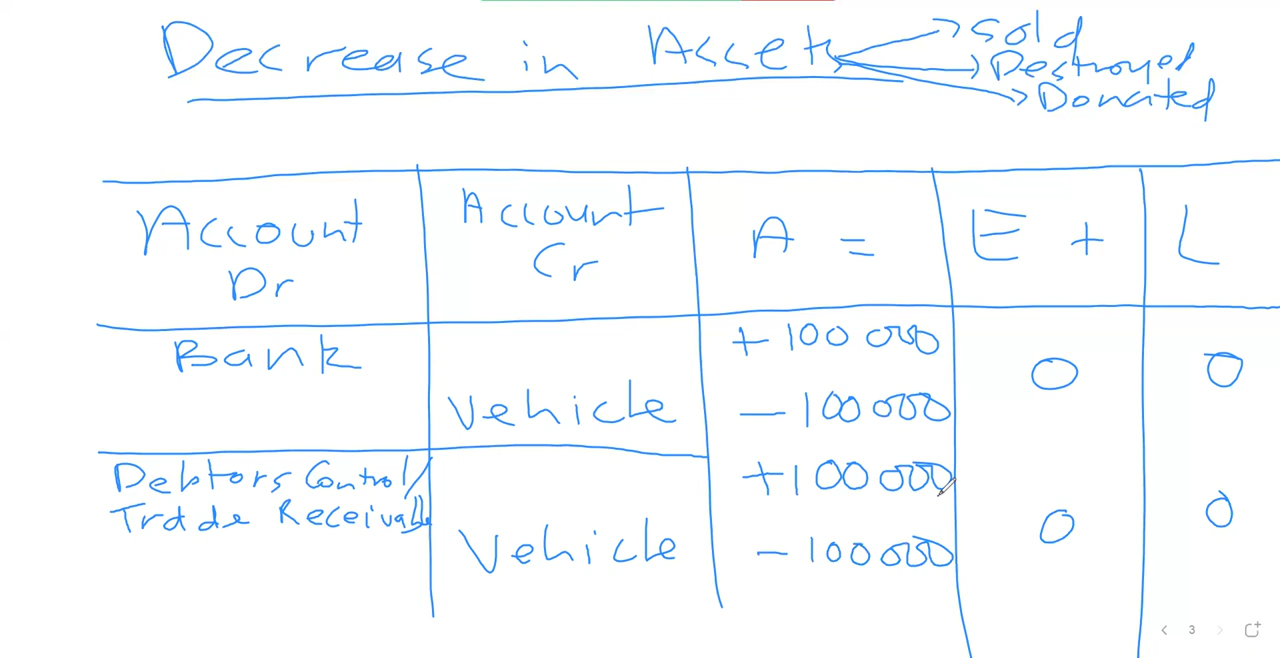 Decrease in Assets
Sold
Destroyed
Donated
Account Dr
Account Cr
A =
E +
L
Bank
+100 000
0
0
Vehicle
-100 000
Debtors Control/
Trade Receivable
+100 000
0
0
Vehicle
-100 000
3